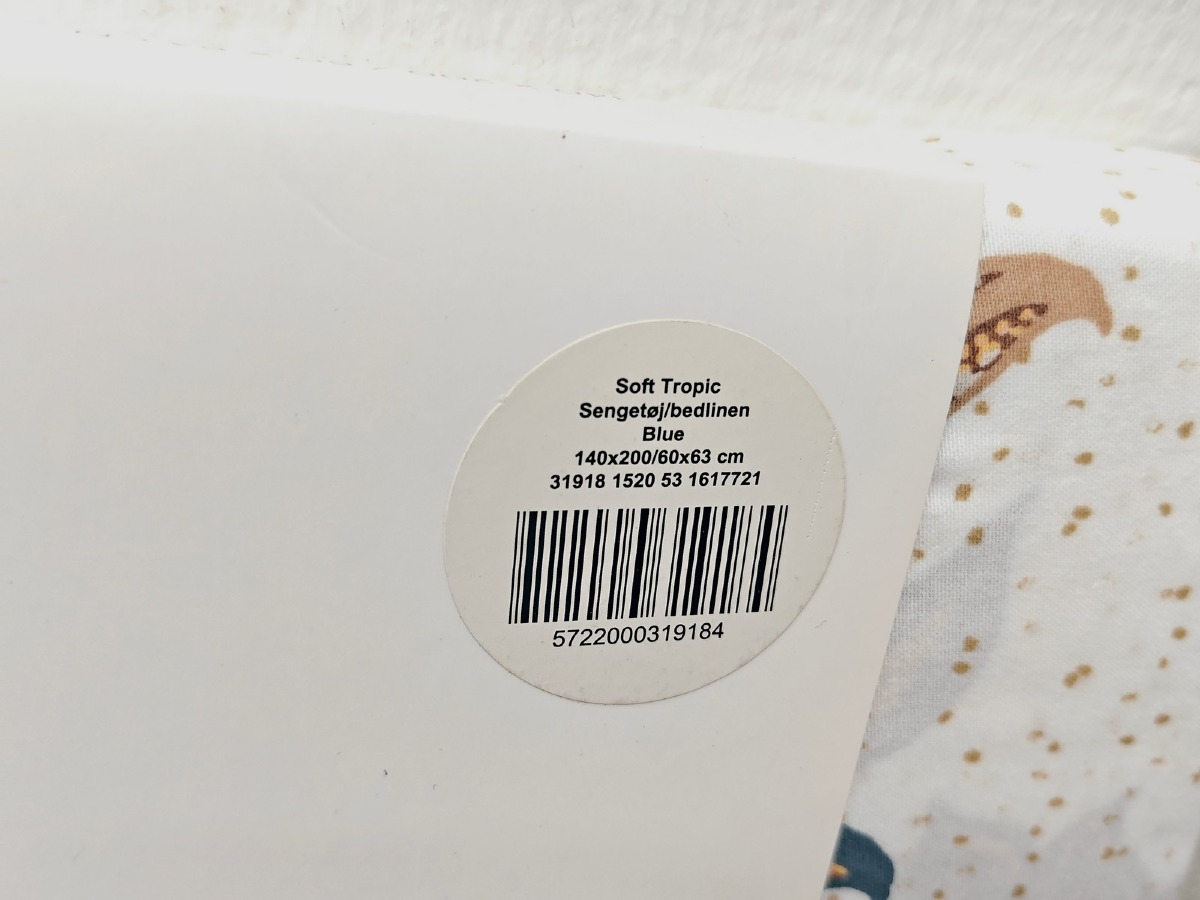 Soft Tropic
Sengetøj/bedlinen
Blue
140x200/60x63 cm
31918 1520 53 1617721
5722000319184